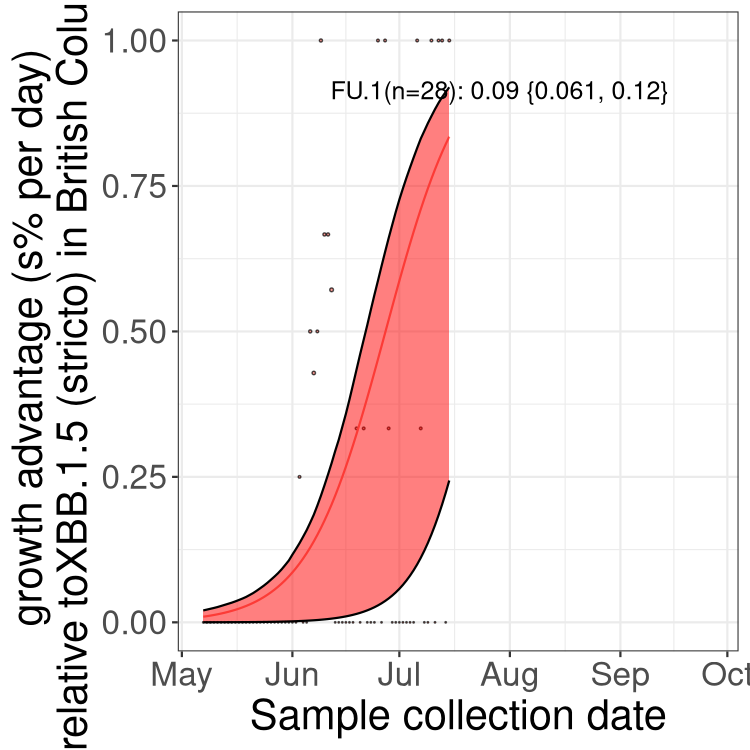 growth advantage (s% per day)
relative toXBB.1.5 (stricto) in British Colu
1.00
0.75
0.50
0.25
0.00
FU.1(n=28): 0.09 {0.061, 0.12}
May Jun Jul Aug Sep Oct
Sample collection date